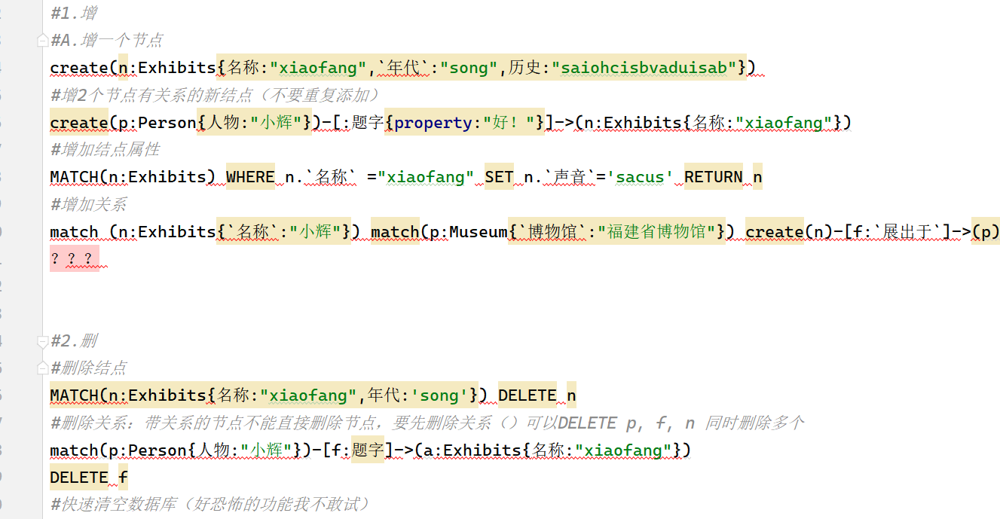 #1.增
#A.增一个节点
create(n:Exhibits{名称:"xiaofang",`年代`:"song",历史:"saiohcisbvaduisab"})
#增2个节点有关系的新结点（不要重复添加）
create(p:Person{人物:"小辉"})-[:题字{property:"好！"}]->(n:Exhibits{名称:"xiaofang"})
#增加结点属性
MATCH(n:Exhibits) WHERE n.`名称` ="xiaofang" SET n.`声音`='sacus' RETURN n
#增加关系
match (n:Exhibits{`名称`:"小辉"}) match(p:Museum{`博物馆`:"福建省博物馆"}) create(n)-[f:`展出于`]->(p)
？？？
#2.删
#删除结点
MATCH(n:Exhibits{名称:"xiaofang",年代:'song'}) DELETE n
#删除关系：带关系的节点不能直接删除节点，要先删除关系（）可以DELETE p, f, n 同时删除多个
match(p:Person{人物:"小辉"})-[f:题字]->(a:Exhibits{名称:"xiaofang"})
DELETE f
#快速清空数据库（好恐怖的功能我不敢试）